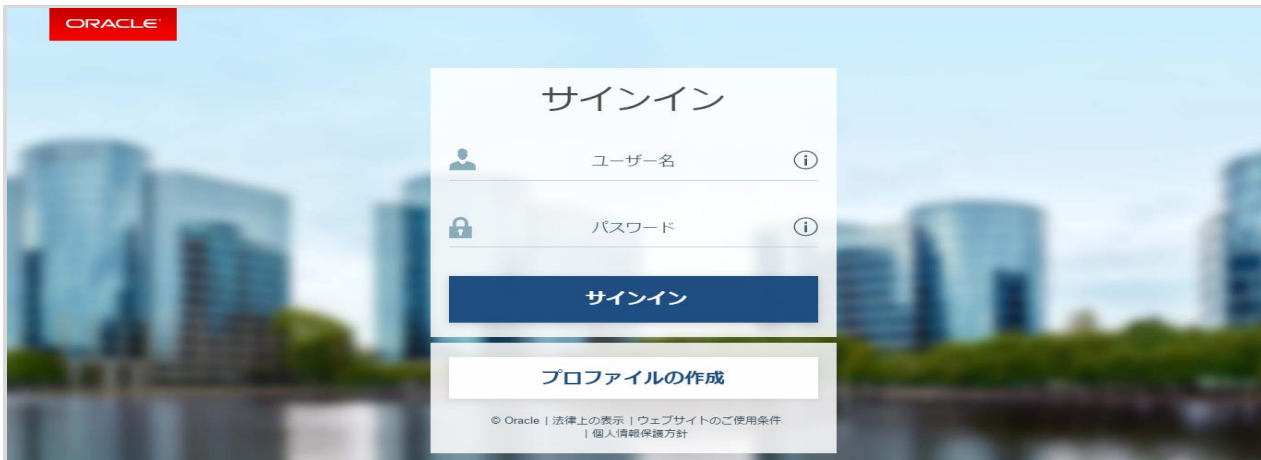 ORACLE
サインイン
ユーザー名
パスワード
サインイン
プロファイルの作成
© Oracle | 法律上の表示 | ウェブサイトのご使用条件
| 個人情報保護方針